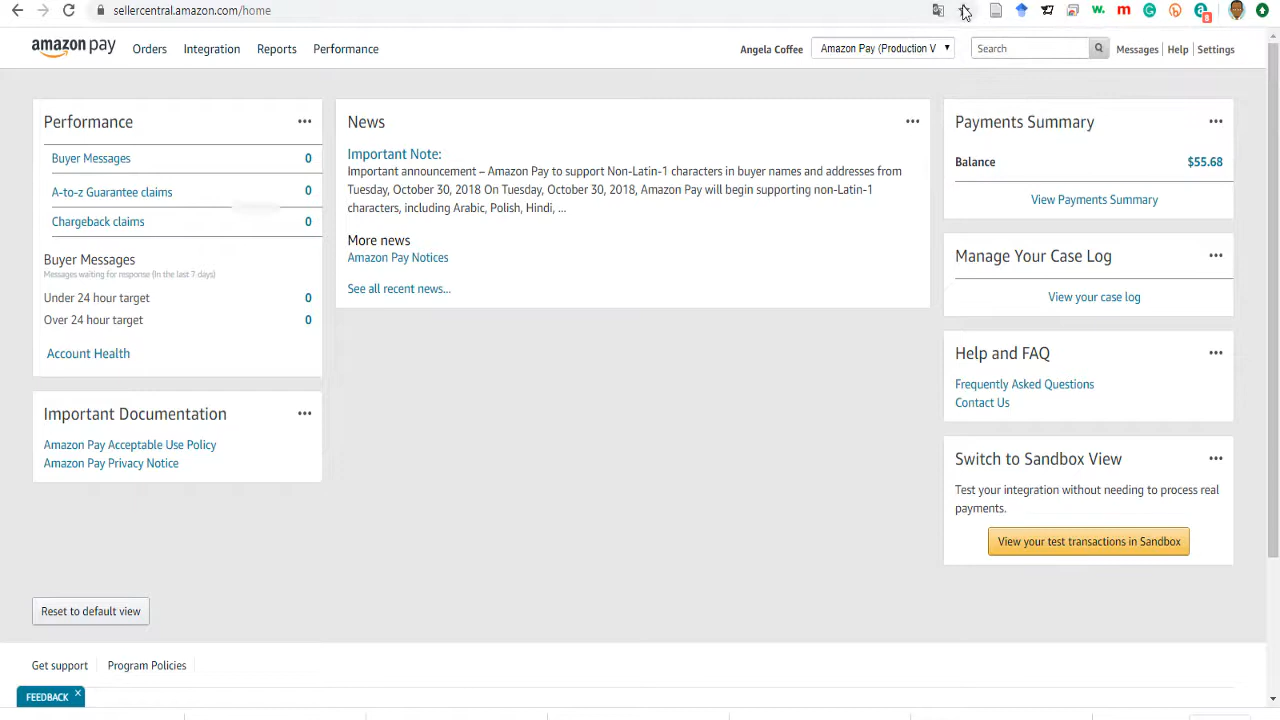 sellercentral.amazon.com/home
amazon pay Orders Integration Reports Performance
Angela Coffee Amazon Pay (Production V Search Messages Help Settings
Performance
Buyer Messages 0
A-to-z Guarantee claims 0
Chargeback claims 0
Buyer Messages
Messages waiting for response (In the last 7 days)
Under 24 hour target 0
Over 24 hour target 0
Account Health
Important Documentation
Amazon Pay Acceptable Use Policy
Amazon Pay Privacy Notice
News
Important Note:
Important announcement – Amazon Pay to support Non-Latin-1 characters in buyer names and addresses from
Tuesday, October 30, 2018 On Tuesday, October 30, 2018, Amazon Pay will begin supporting non-Latin-1
characters, including Arabic, Polish, Hindi, ...
More news
Amazon Pay Notices
See all recent news...
Payments Summary
Balance $55.68
View Payments Summary
Manage Your Case Log
View your case log
Help and FAQ
Frequently Asked Questions
Contact Us
Switch to Sandbox View
Test your integration without needing to process real
payments.
View your test transactions in Sandbox
Reset to default view
Get support Program Policies
FEEDBACK X